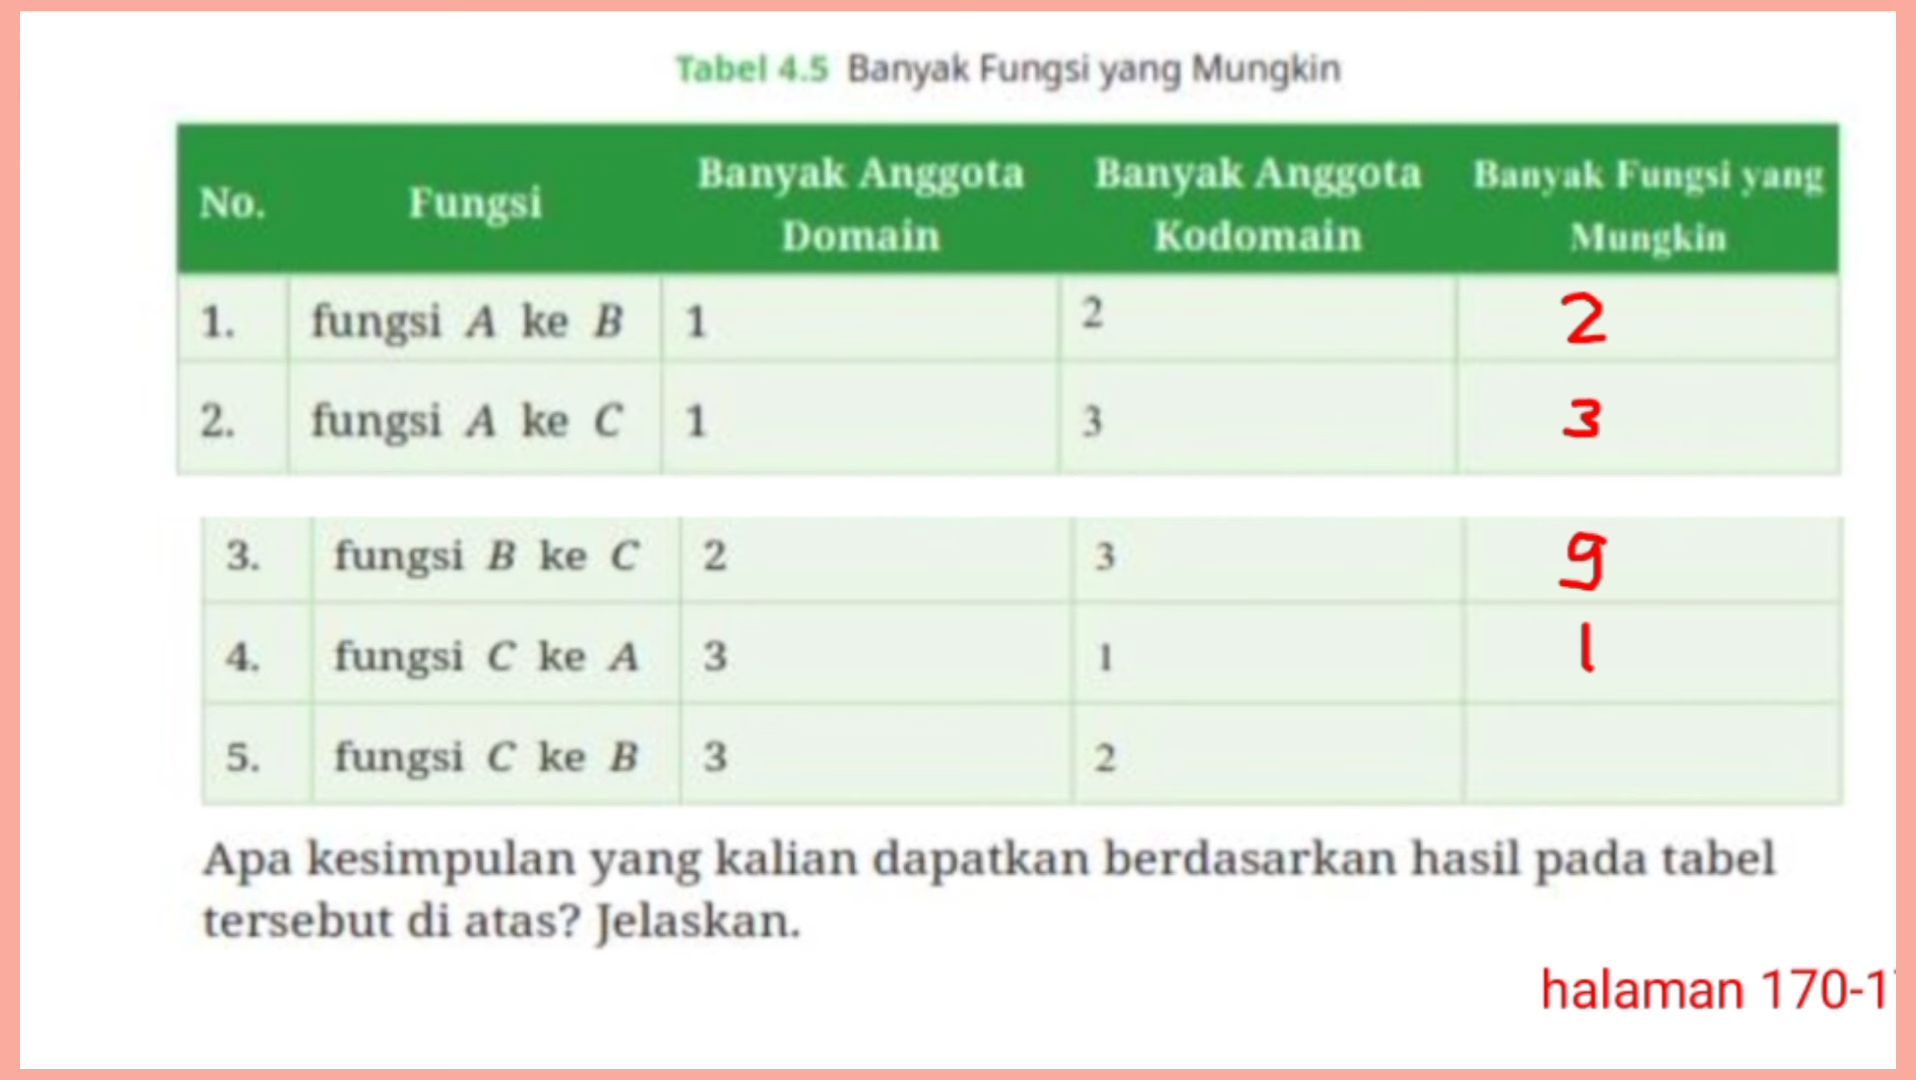 Tabel 4.5 Banyak Fungsi yang Mungkin
No. Fungsi Banyak Anggota Domain Banyak Anggota Kodomain Banyak Fungsi yang Mungkin
1. fungsi A ke B 1 2 2
2. fungsi A ke C 1 3 3
3. fungsi B ke C 2 3 9
4. fungsi C ke A 3 1 1
5. fungsi C ke B 3 2
Apa kesimpulan yang kalian dapatkan berdasarkan hasil pada tabel
tersebut di atas? Jelaskan.
halaman 170-1